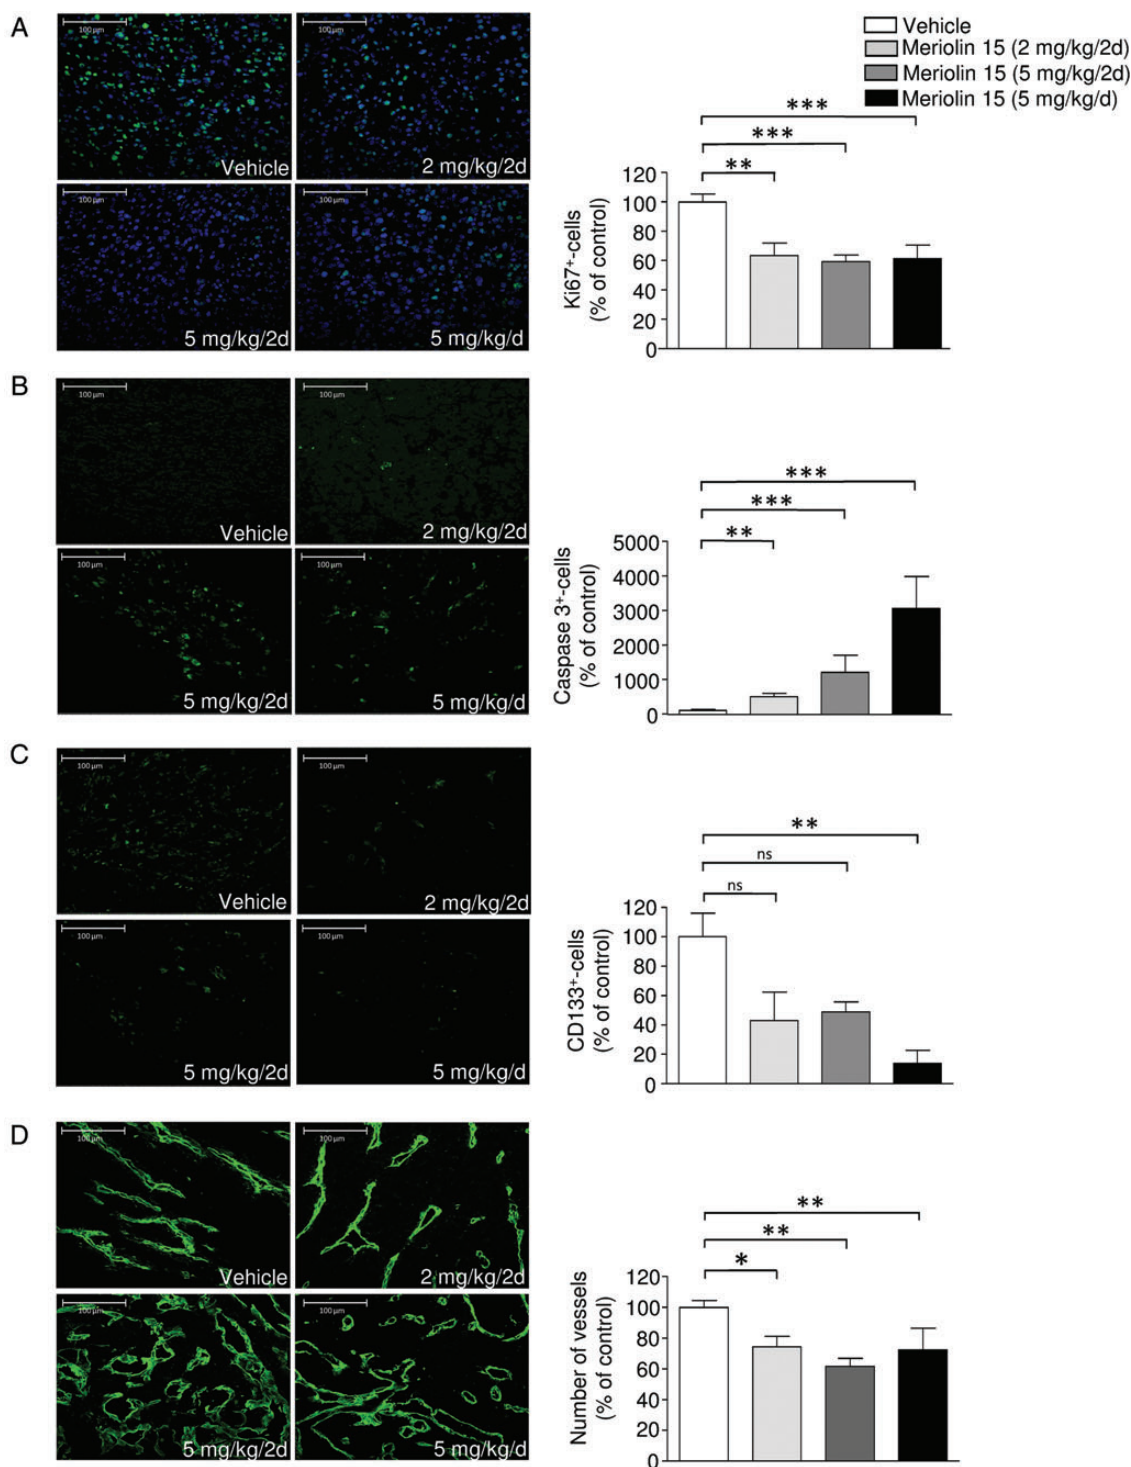 A
100 µm
100 µm
Vehicle
2 mg/kg/2d
100 µm
100 µm
5 mg/kg/2d
5 mg/kg/d
Vehicle
Meriolin 15 (2 mg/kg/2d)
Meriolin 15 (5 mg/kg/2d)
Meriolin 15 (5 mg/kg/d)
***
***
**
Ki67⁺-cells
(% of control)
120
100
80
60
40
20
0
B
100 µm
100 µm
Vehicle
2 mg/kg/2d
100 µm
100 µm
5 mg/kg/2d
5 mg/kg/d
***
***
**
Caspase 3⁺-cells
(% of control)
5000
4000
3000
2000
1000
0
C
100 µm
100 µm
Vehicle
2 mg/kg/2d
100 µm
100 µm
5 mg/kg/2d
5 mg/kg/d
**
ns
ns
CD133⁺-cells
(% of control)
120
100
80
60
40
20
0
D
100 µm
100 µm
Vehicle
2 mg/kg/2d
100 µm
100 µm
5 mg/kg/2d
5 mg/kg/d
**
**
*
Number of vessels
(% of control)
120
100
80
60
40
20
0